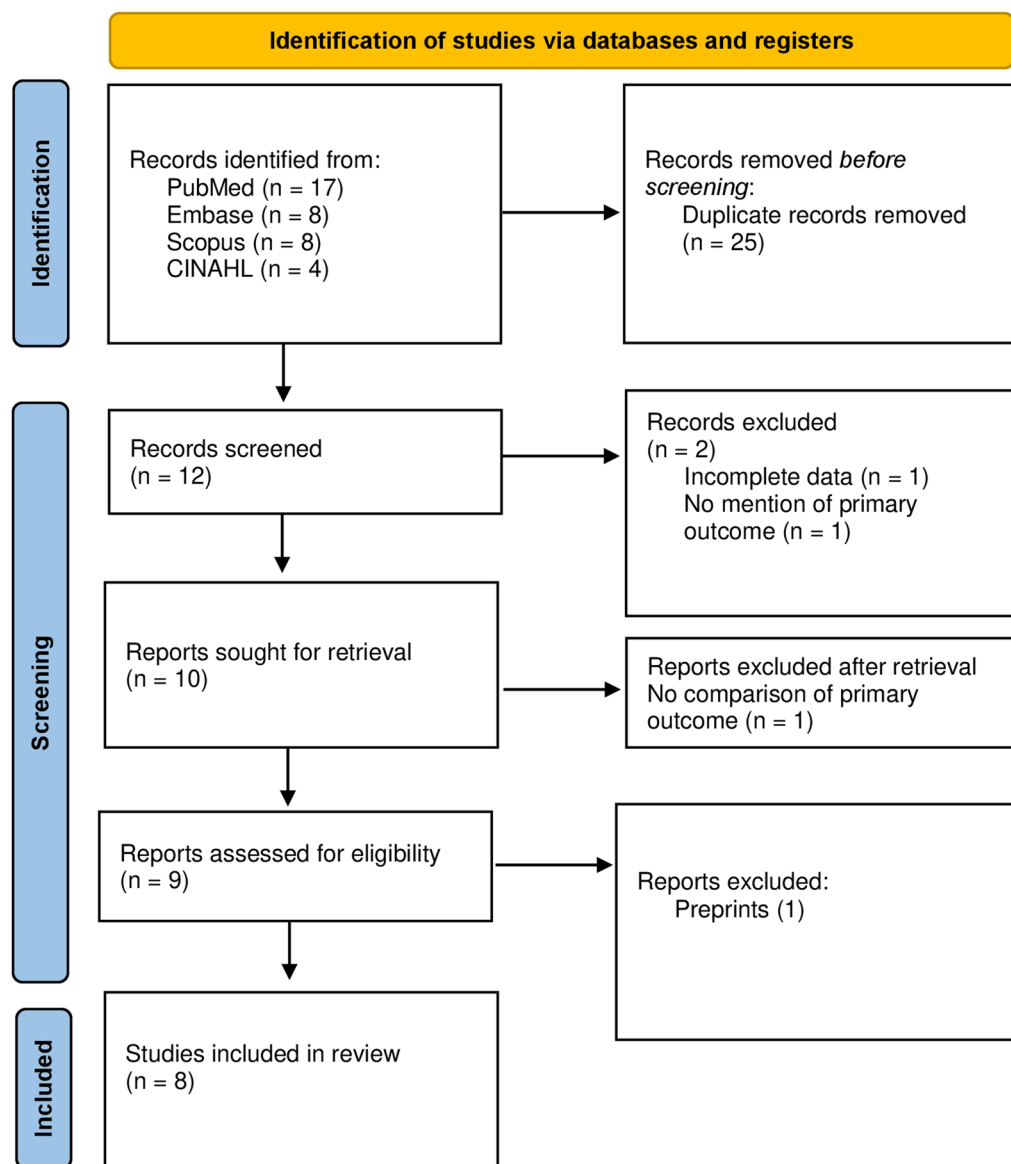 Identification of studies via databases and registers
Identification
Records identified from:
PubMed (n = 17)
Embase (n = 8)
Scopus (n = 8)
CINAHL (n = 4)
Records removed before
screening:
Duplicate records removed
(n = 25)
Screening
Records screened
(n = 12)
Records excluded
(n = 2)
Incomplete data (n = 1)
No mention of primary
outcome (n = 1)
Reports sought for retrieval
(n = 10)
Reports excluded after retrieval
No comparison of primary
outcome (n = 1)
Reports assessed for eligibility
(n = 9)
Reports excluded:
Preprints (1)
Included
Studies included in review
(n = 8)